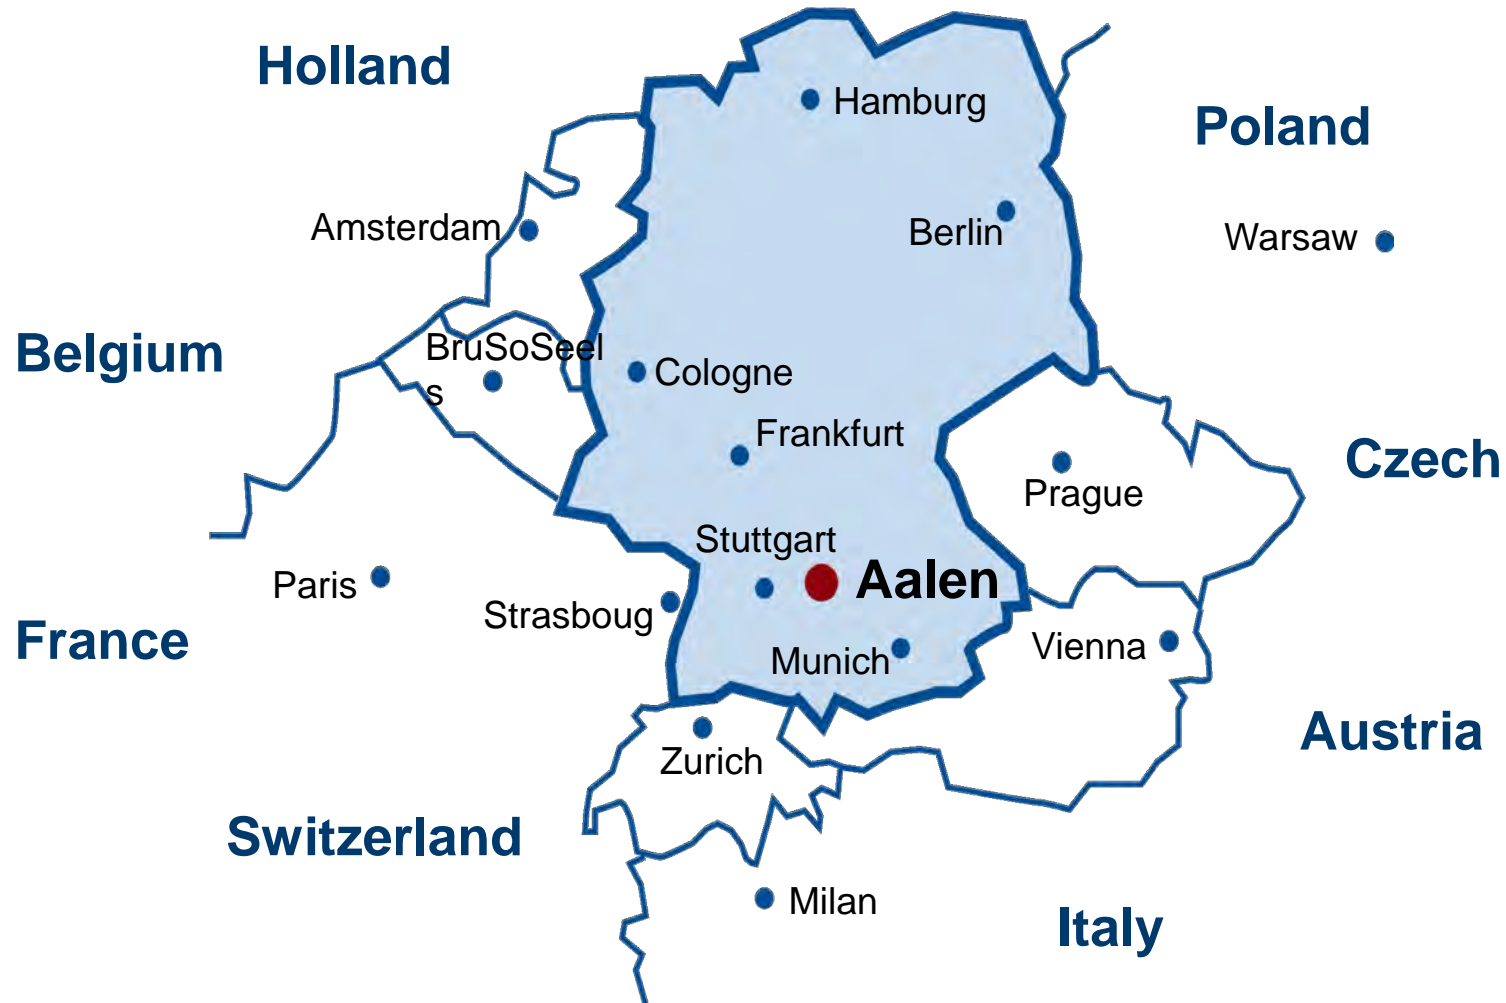 Holland
Hamburg
Poland
Amsterdam
Berlin
Warsaw
Belgium
BruSoSeel
s
Cologne
Frankfurt
Czech
Prague
Stuttgart
Aalen
Paris
Strasboug
France
Munich
Vienna
Austria
Zurich
Switzerland
Milan
Italy